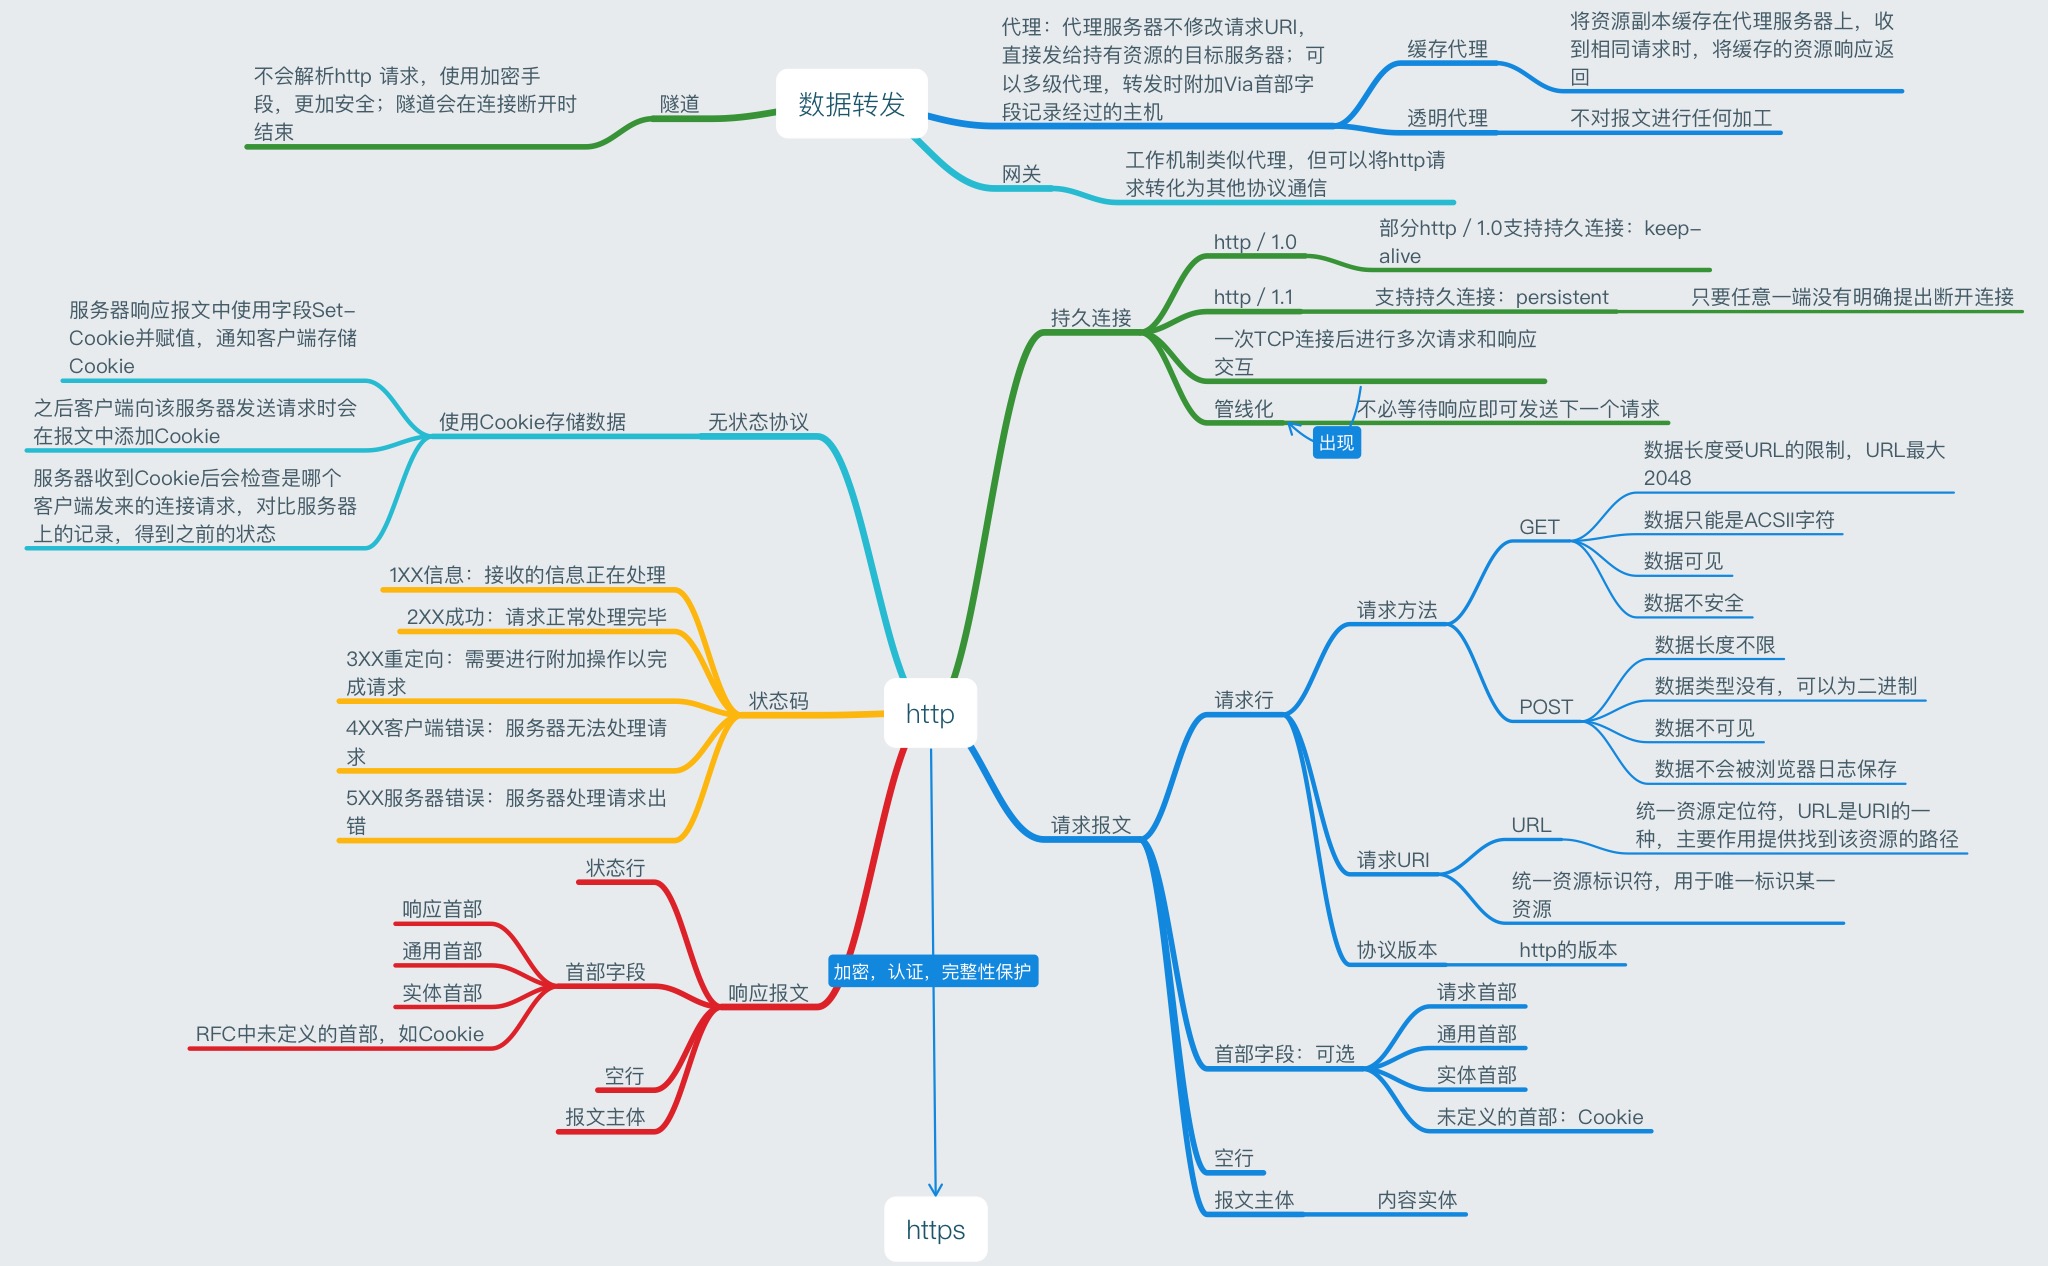 数据转发
不会解析http 请求，使用加密手
段，更加安全；隧道会在连接断开时
结束
隧道
代理：代理服务器不修改请求URI，
直接发给持有资源的目标服务器；可
以多级代理，转发时附加Via首部字
段记录经过的主机
缓存代理
将资源副本缓存在代理服务器上，收
到相同请求时，将缓存的资源响应返
回
透明代理
不对报文进行任何加工
网关
工作机制类似代理，但可以将http请
求转化为其他协议通信
http
持久连接
http / 1.0
部分http / 1.0支持持久连接：keep-
alive
http / 1.1
支持持久连接：persistent
只要任意一端没有明确提出断开连接
一次TCP连接后进行多次请求和响应
交互
管线化
不必等待响应即可发送下一个请求
出现
无状态协议
使用Cookie存储数据
服务器响应报文中使用字段Set-
Cookie并赋值，通知客户端存储
Cookie
之后客户端向该服务器发送请求时会
在报文中添加Cookie
服务器收到Cookie后会检查是哪个
客户端发来的连接请求，对比服务器
上的记录，得到之前的状态
状态码
1XX信息：接收的信息正在处理
2XX成功：请求正常处理完毕
3XX重定向：需要进行附加操作以完
成请求
4XX客户端错误：服务器无法处理请
求
5XX服务器错误：服务器处理请求出
错
响应报文
状态行
首部字段
响应首部
通用首部
实体首部
RFC中未定义的首部，如Cookie
空行
报文主体
请求报文
请求行
请求方法
GET
数据长度受URL的限制，URL最大
2048
数据只能是ACSII字符
数据可见
数据不安全
POST
数据长度不限
数据类型没有，可以为二进制
数据不可见
数据不会被浏览器日志保存
请求URI
URL
统一资源定位符，URL是URI的一
种，主要作用提供找到该资源的路径
统一资源标识符，用于唯一标识某一
资源
协议版本
http的版本
首部字段：可选
请求首部
通用首部
实体首部
未定义的首部：Cookie
空行
报文主体
内容实体
加密，认证，完整性保护
https